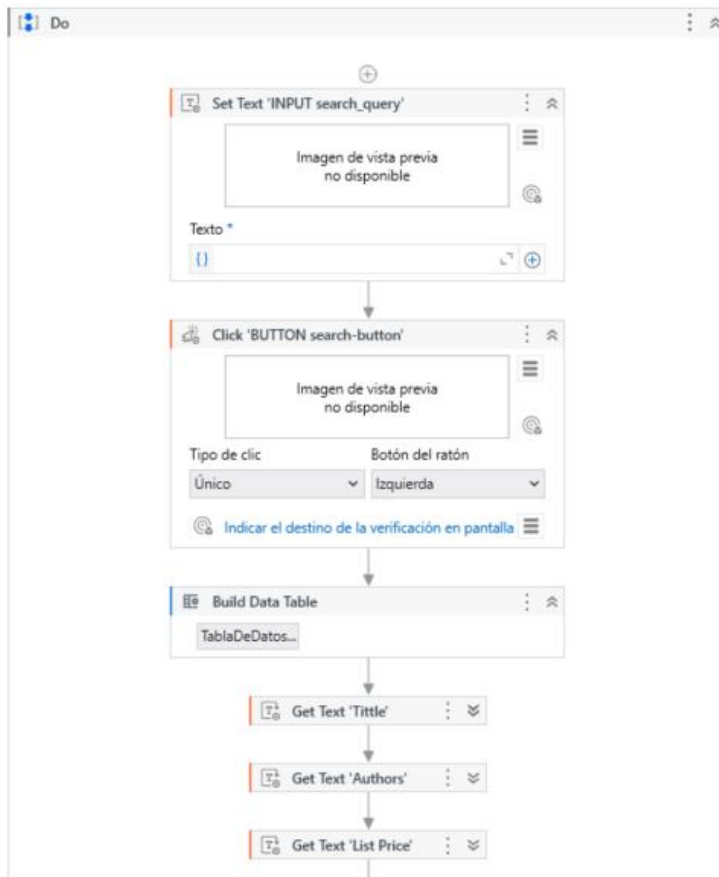 Do
Set Text 'INPUT search_query'
Imagen de vista previa
no disponible
Texto *
{}
Click 'BUTTON search-button'
Imagen de vista previa
no disponible
Tipo de clic Botón del ratón
Único Izquierda
Indicar el destino de la verificación en pantalla
Build Data Table
TablaDeDatos...
Get Text 'Tittle'
Get Text 'Authors'
Get Text 'List Price'